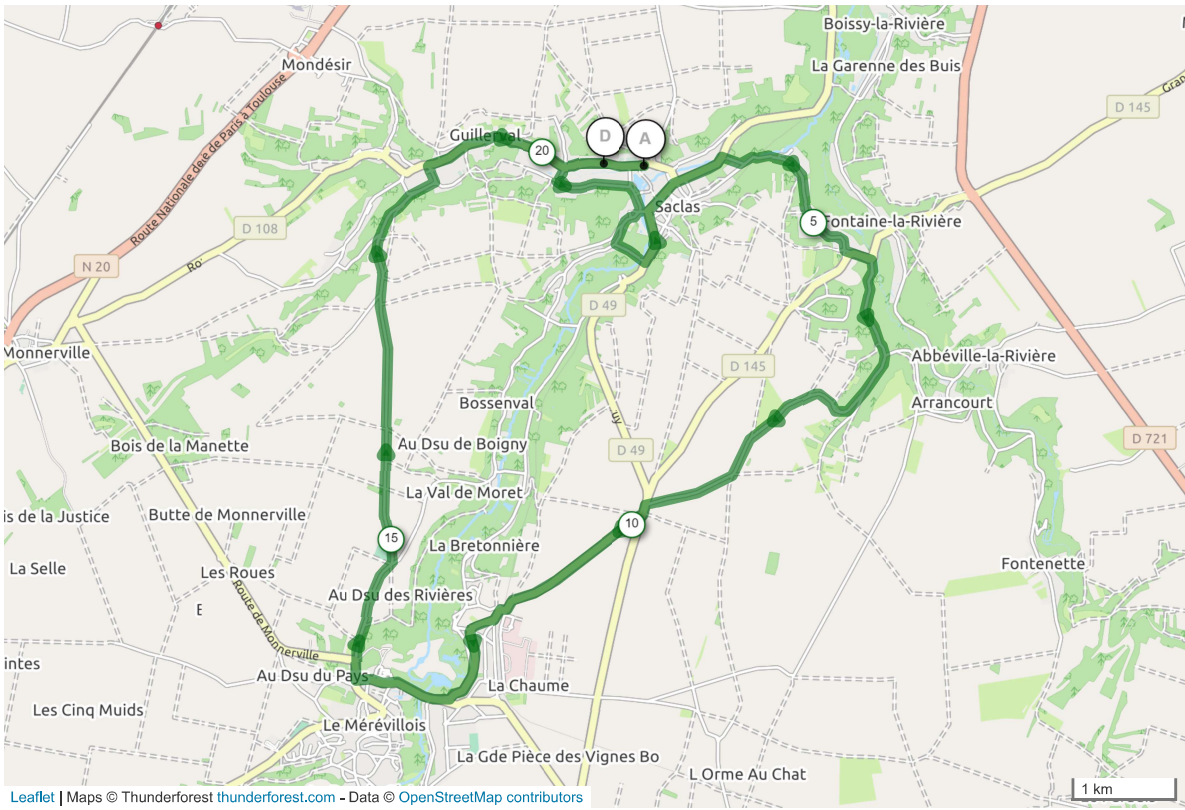 Boissy-la-Rivière
Mondésir
La Garenne des Buis
D 145
Route Nationale de Paris à Toulouse
Guillerval
20
D
A
Saclas
5
Fontaine-la-Rivière
D 108
N 20
D 49
Monnerville
Abbéville-la-Rivière
D 145
Bossenval
Arrancourt
Bois de la Manette
Au Dsu de Boigny
D 49
D 721
La Val de Moret
is de la Justice
Butte de Monnerville
10
15
La Bretonnière
La Selle
Les Roues
Fontenette
Au Dsu des Rivières
E
Route de Monnerville
intes
Au Dsu du Pays
La Chaume
Les Cinq Muids
Le Mérévillois
La Gde Pièce des Vignes Bo
L Orme Au Chat
1 km
Leaflet | Maps © Thunderforest thunderforest.com - Data © OpenStreetMap contributors